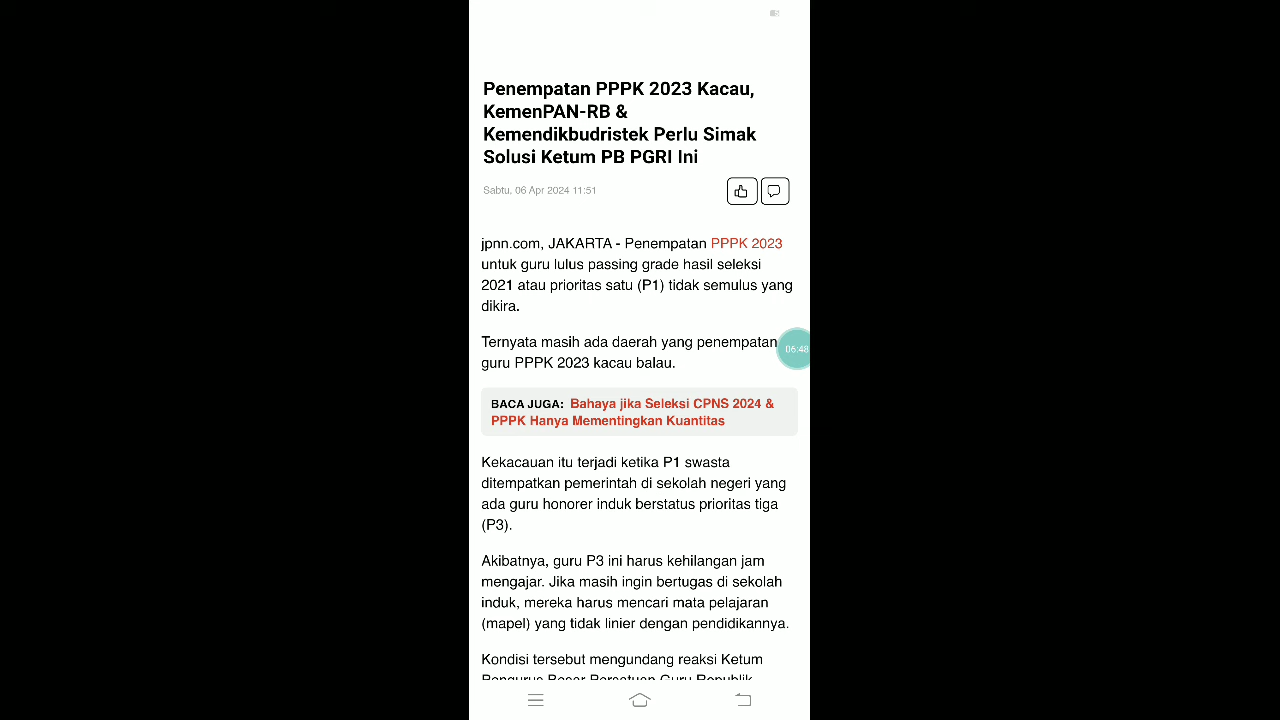 Penempatan PPPK 2023 Kacau,
KemenPAN-RB &
Kemendikbudristek Perlu Simak
Solusi Ketum PB PGRI Ini
Sabtu, 06 Apr 2024 11:51
jpnn.com, JAKARTA - Penempatan PPPK 2023
untuk guru lulus passing grade hasil seleksi
2021 atau prioritas satu (P1) tidak semulus yang
dikira.
Ternyata masih ada daerah yang penempatan
guru PPPK 2023 kacau balau.
06:48
BACA JUGA: Bahaya jika Seleksi CPNS 2024 &
PPPK Hanya Mementingkan Kuantitas
Kekacauan itu terjadi ketika P1 swasta
ditempatkan pemerintah di sekolah negeri yang
ada guru honorer induk berstatus prioritas tiga
(P3).
Akibatnya, guru P3 ini harus kehilangan jam
mengajar. Jika masih ingin bertugas di sekolah
induk, mereka harus mencari mata pelajaran
(mapel) yang tidak linier dengan pendidikannya.
Kondisi tersebut mengundang reaksi Ketum
Pengurus Besar Persatuan Guru Republik